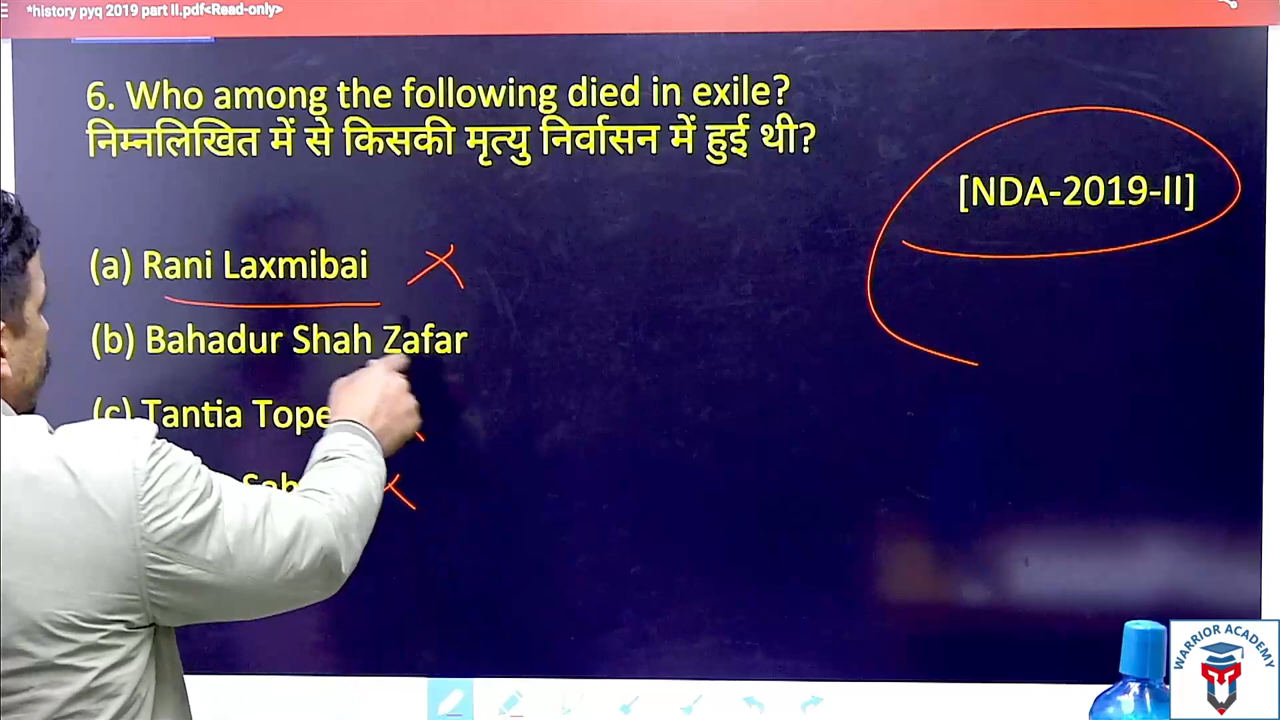 *history pyq 2019 part II.pdf<Read-only>
6. Who among the following died in exile?
निम्नलिखित में से किसकी मृत्यु निर्वासन में हुई थी?
[NDA-2019-II]
(a) Rani Laxmibai
(b) Bahadur Shah Zafar
(c) Tantia Tope
WARRIOR ACADEMY